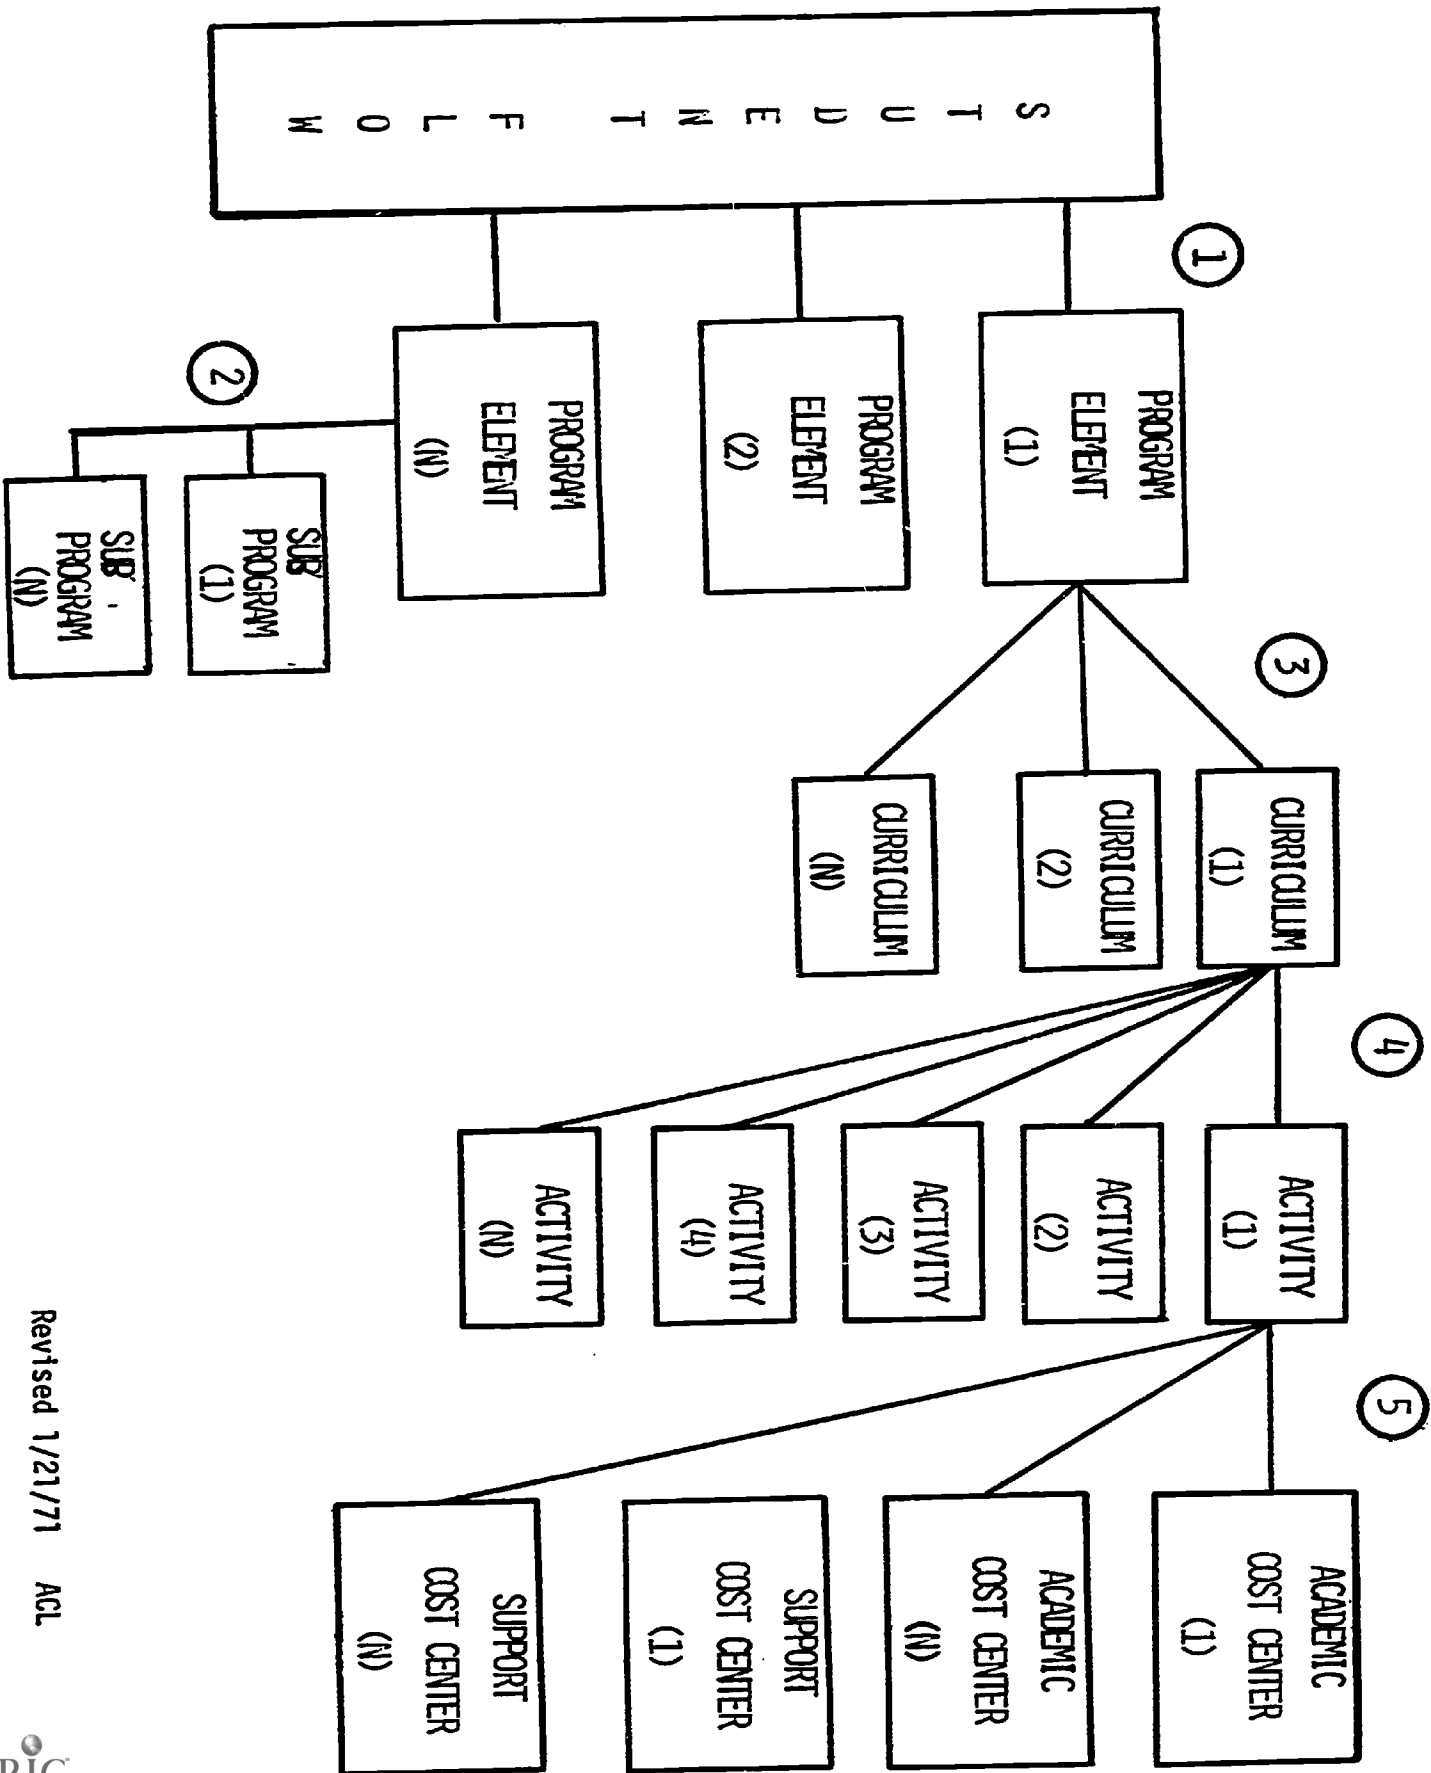 STUDENT FLOW
1
PROGRAM
ELEMENT
(1)
PROGRAM
ELEMENT
(2)
PROGRAM
ELEMENT
(N)
2
SUB
PROGRAM
(1)
SUB
PROGRAM
(N)
3
CURRICULUM
(1)
CURRICULUM
(2)
CURRICULUM
(N)
4
ACTIVITY
(1)
ACTIVITY
(2)
ACTIVITY
(3)
ACTIVITY
(4)
ACTIVITY
(N)
5
ACADEMIC
COST CENTER
(1)
ACADEMIC
COST CENTER
(N)
SUPPORT
COST CENTER
(1)
SUPPORT
COST CENTER
(N)
Revised 1/21/71 ACL